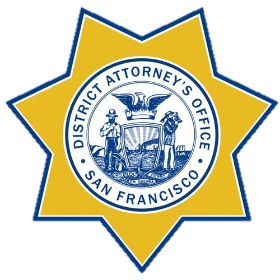 DISTRICT ATTORNEY'S OFFICE
SAN FRANCISCO